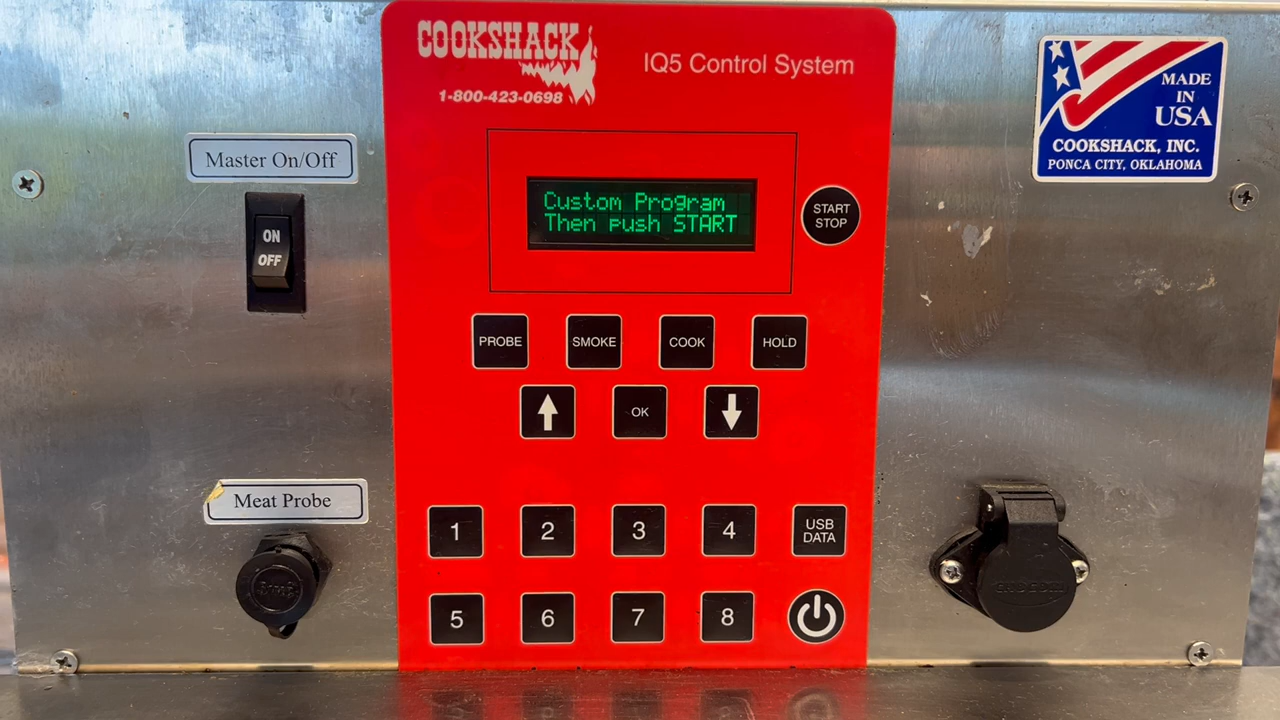 COOKSHACK
1-800-423-0698
IQ5 Control System
MADE
IN
USA
COOKSHACK, INC.
PONCA CITY, OKLAHOMA
Master On/Off
ON
OFF
Custom Program
Then push START
START
STOP
PROBE
SMOKE
COOK
HOLD
OK
Meat Probe
1
2
3
4
USB
DATA
5
6
7
8